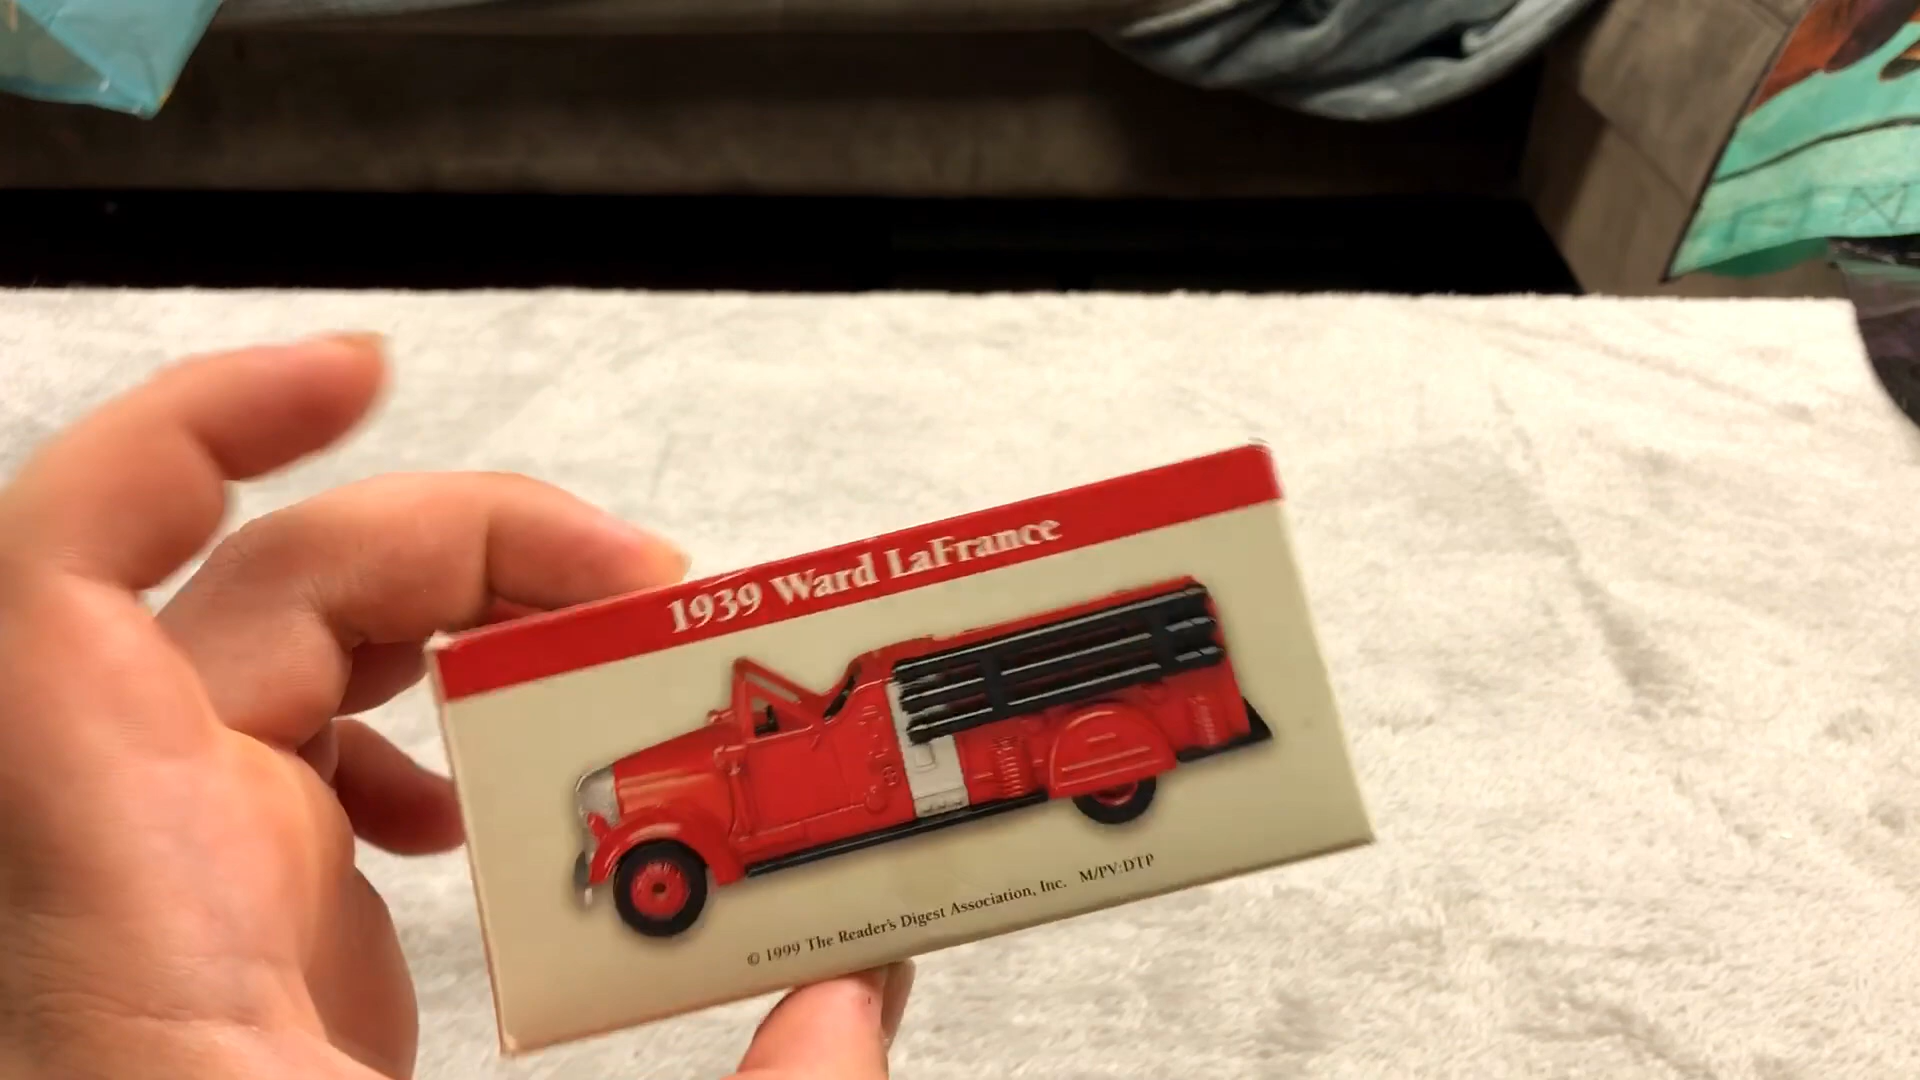 1939 Ward LaFrance
© 1999 The Reader's Digest Association, Inc. M/PV:DTP